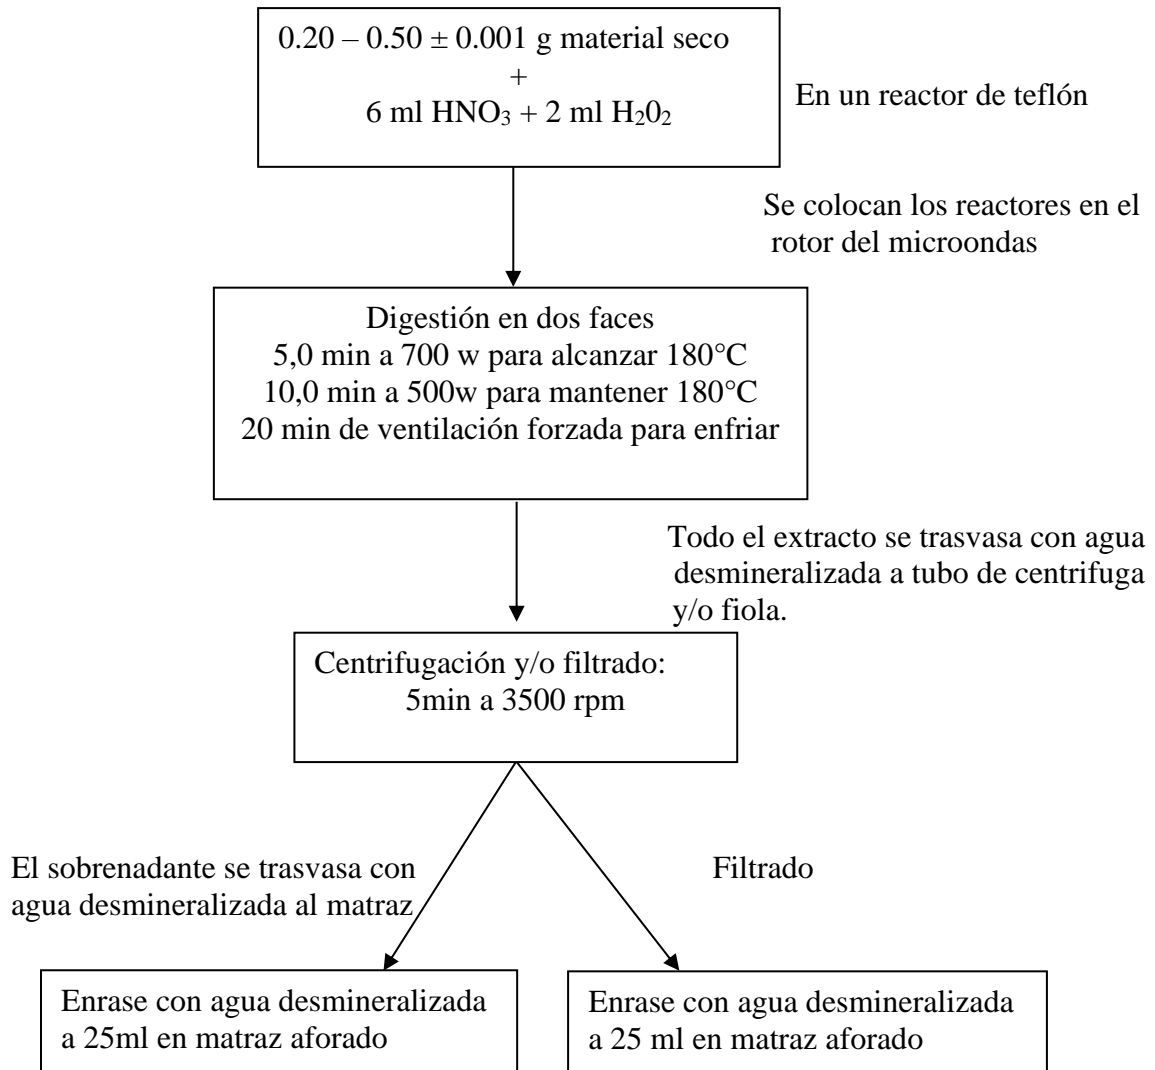 0.20 – 0.50 ± 0.001 g material seco
+
6 ml HNO₃ + 2 ml H₂0₂
En un reactor de teflón
Se colocan los reactores en el
rotor del microondas
Digestión en dos faces
5,0 min a 700 w para alcanzar 180°C
10,0 min a 500w para mantener 180°C
20 min de ventilación forzada para enfriar
Todo el extracto se trasvasa con agua
desmineralizada a tubo de centrifuga
y/o fiola.
Centrifugación y/o filtrado:
5min a 3500 rpm
El sobrenadante se trasvasa con
agua desmineralizada al matraz
Filtrado
Enrase con agua desmineralizada
a 25ml en matraz aforado
Enrase con agua desmineralizada
a 25 ml en matraz aforado